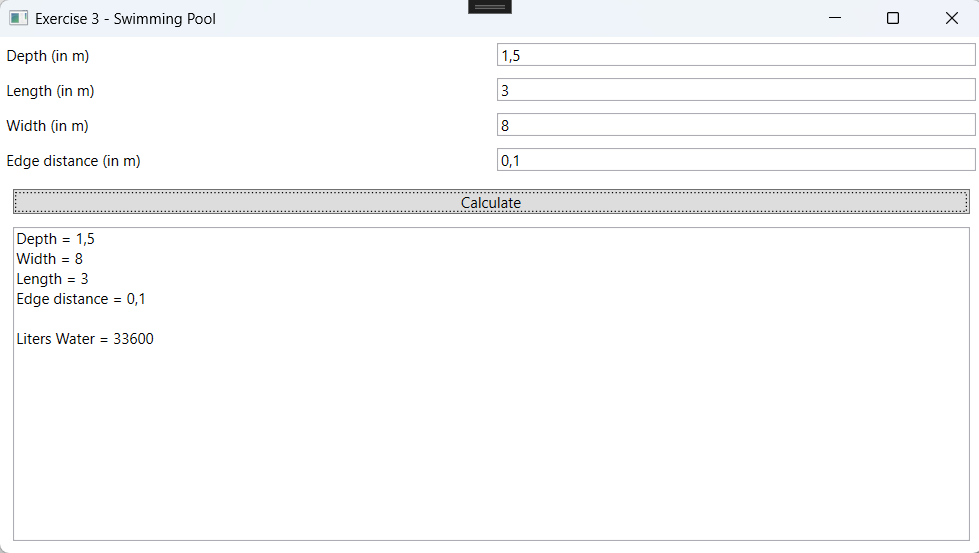 Exercise 3 - Swimming Pool
Depth (in m) 1,5
Length (in m) 3
Width (in m) 8
Edge distance (in m) 0,1
Calculate
Depth = 1,5
Width = 8
Length = 3
Edge distance = 0,1
Liters Water = 33600